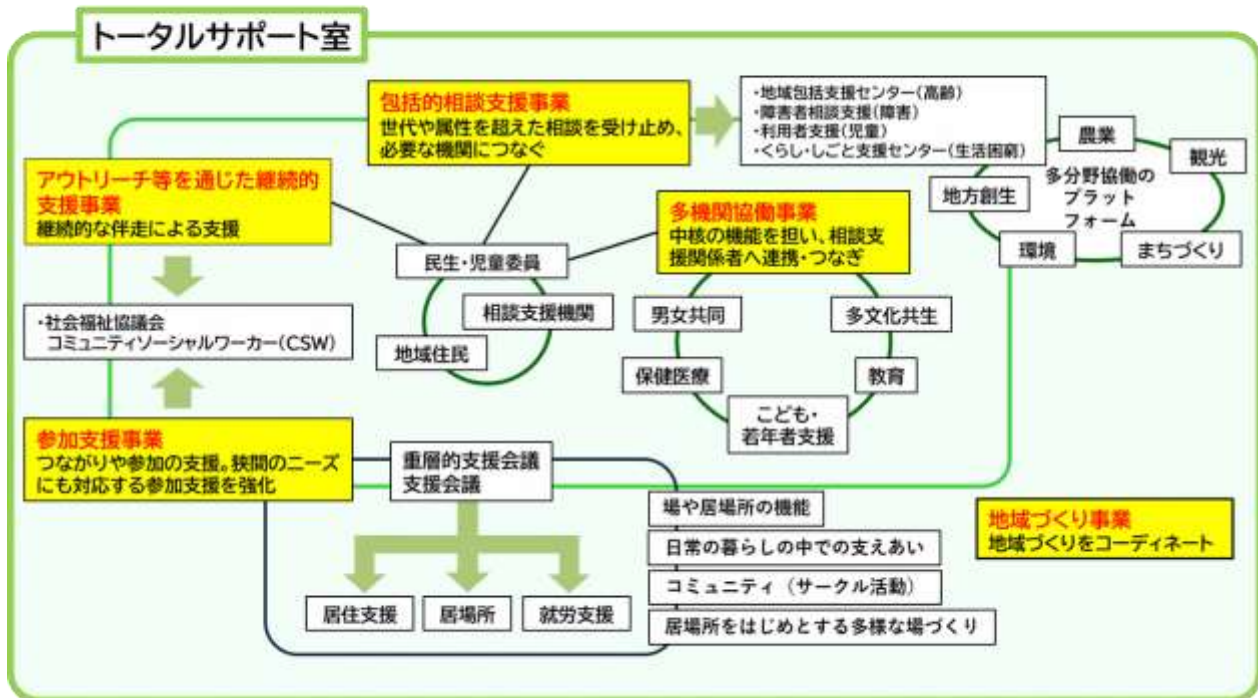 トータルサポート室
包括的相談支援事業
世代や属性を超えた相談を受け止め、
必要な機関につなぐ
・地域包括支援センター(高齢)
・障害者相談支援(障害)
・利用者支援(児童)
・くらし・しごと支援センター(生活困窮)
農業
観光
地方創生
多分野協働の
プラット
フォーム
環境
まちづくり
アウトリーチ等を通じた継続的
支援事業
継続的な伴走による支援
多機関協働事業
中核の機能を担い、相談支
援関係者へ連携・つなぎ
民生・児童委員
相談支援機関
地域住民
男女共同
多文化共生
保健医療
教育
こども・
若年者支援
・社会福祉協議会
コミュニティソーシャルワーカー(CSW)
参加支援事業
つながりや参加の支援。狭間のニーズ
にも対応する参加支援を強化
重層的支援会議
支援会議
居住支援
居場所
就労支援
場や居場所の機能
日常の暮らしの中での支えあい
コミュニティ（サークル活動）
居場所をはじめとする多様な場づくり
地域づくり事業
地域づくりをコーディネート